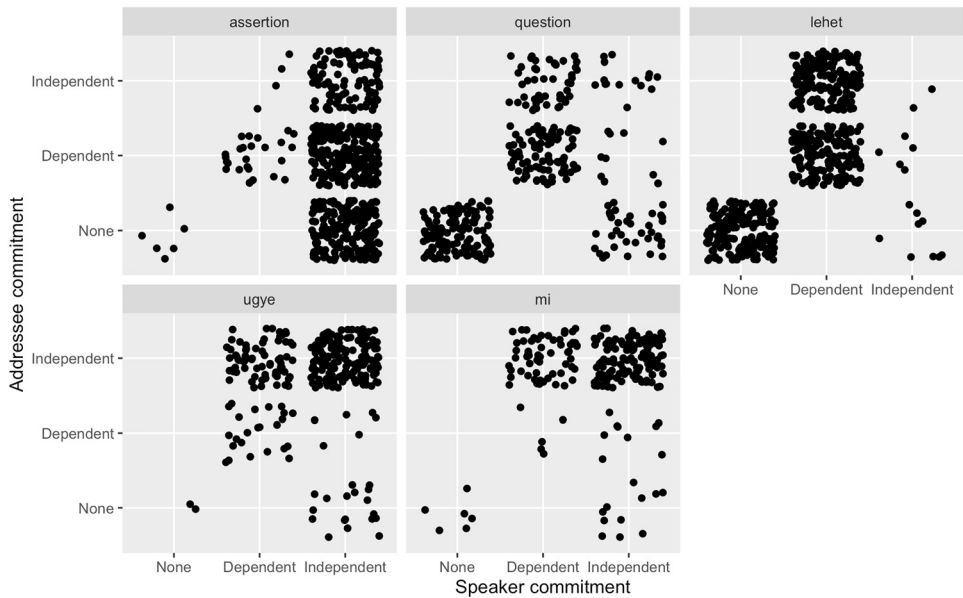 assertion
question
lehet
Independent
Dependent
None
None
Dependent
Independent
ugye
mi
Independent
Dependent
None
None
Dependent
Independent
None
Dependent
Independent
Speaker commitment
Addressee commitment